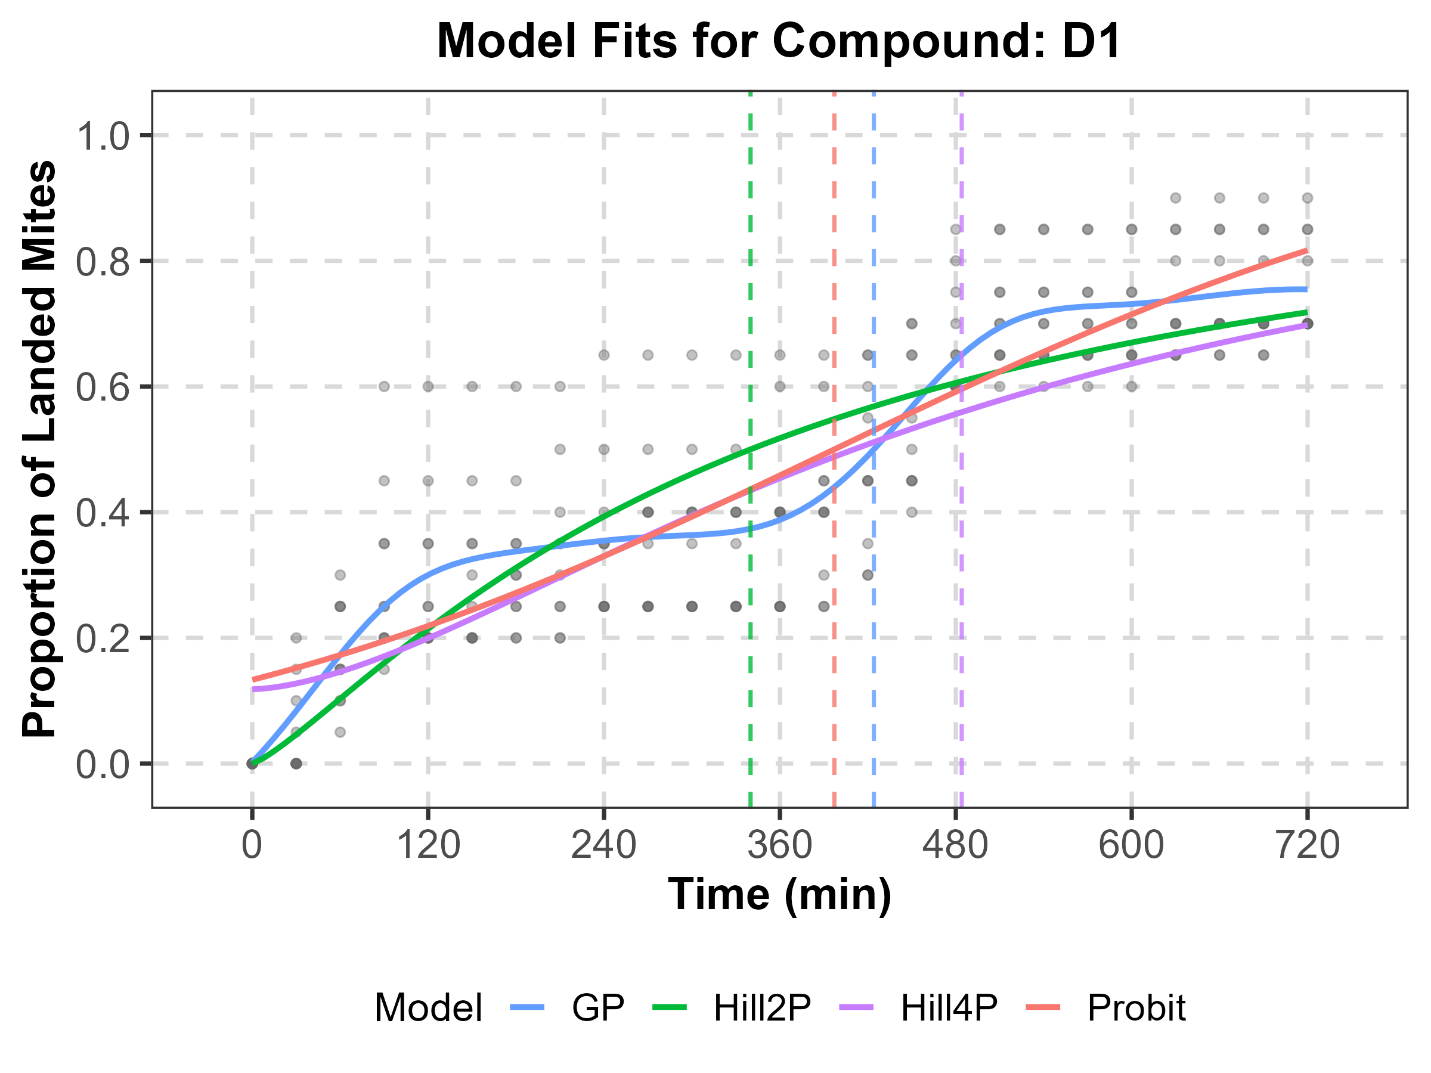 Model Fits for Compound: D1
Proportion of Landed Mites
1.0
0.8
0.6
0.4
0.2
0.0
0 120 240 360 480 600 720
Time (min)
Model GP Hill2P Hill4P Probit